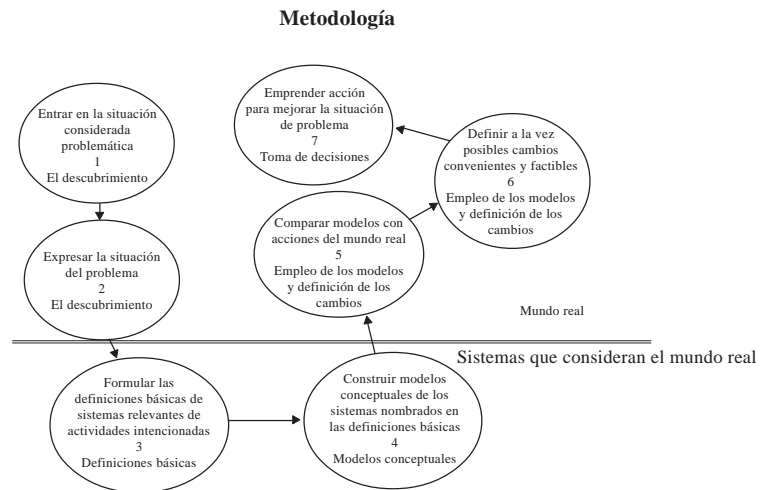 Metodología
Entrar en la situación
considerada
problemática
1
El descubrimiento
Expresar la situación
del problema
2
El descubrimiento
Formular las
definiciones básicas de
sistemas relevantes de
actividades intencionadas
3
Definiciones básicas
Construir modelos
conceptuales de los
sistemas nombrados en
las definiciones básicas
4
Modelos conceptuales
Comparar modelos con
acciones del mundo real
5
Empleo de los modelos
y definición de los
cambios
Definir a la vez
posibles cambios
convenientes y factibles
6
Empleo de los modelos
y definición de los
cambios
Emprender acción
para mejorar la situación
de problema
7
Toma de decisiones
Mundo real
Sistemas que consideran el mundo real